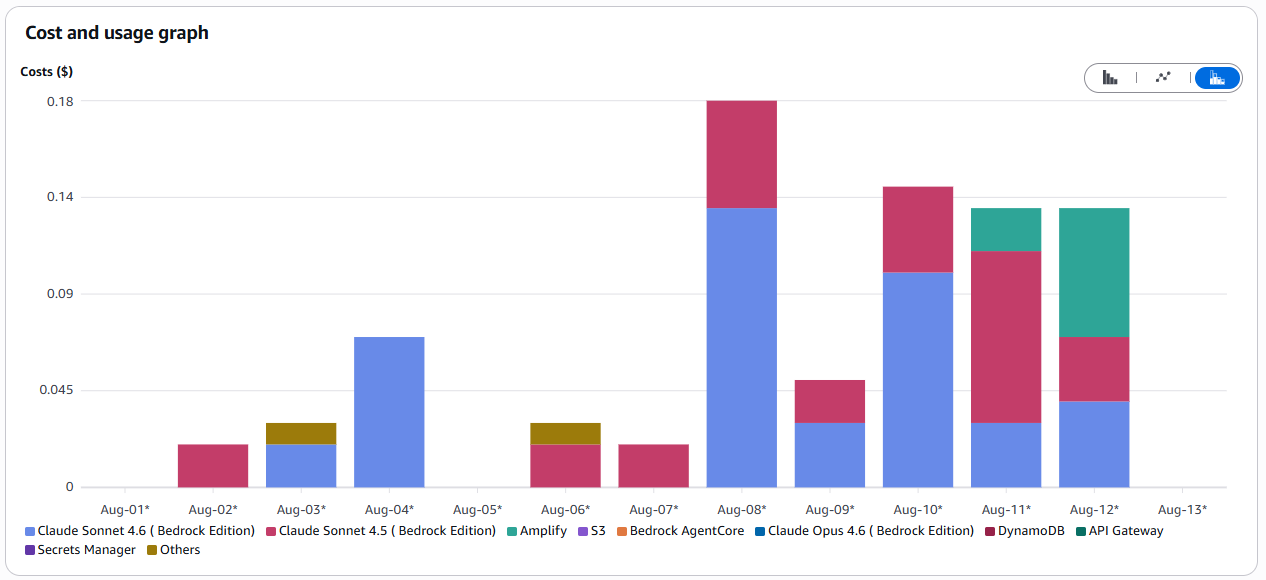 Cost and usage graph
Costs ($)
0.18
0.14
0.09
0.045
0
Aug-01* Aug-02* Aug-03* Aug-04* Aug-05* Aug-06* Aug-07* Aug-08* Aug-09* Aug-10* Aug-11* Aug-12* Aug-13*
Claude Sonnet 4.6 ( Bedrock Edition) Claude Sonnet 4.5 ( Bedrock Edition) Amplify S3 Bedrock AgentCore Claude Opus 4.6 ( Bedrock Edition) DynamoDB API Gateway
Secrets Manager Others